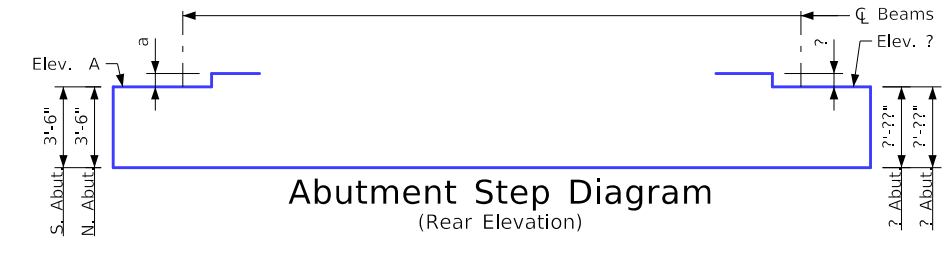 ℄ Beams
a
?
Elev. ?
Elev. A
3'-6"
3'-6"
?'-??"
?'-??"
S. Abut.
N. Abut.
? Abut.
? Abut.
Abutment Step Diagram
(Rear Elevation)